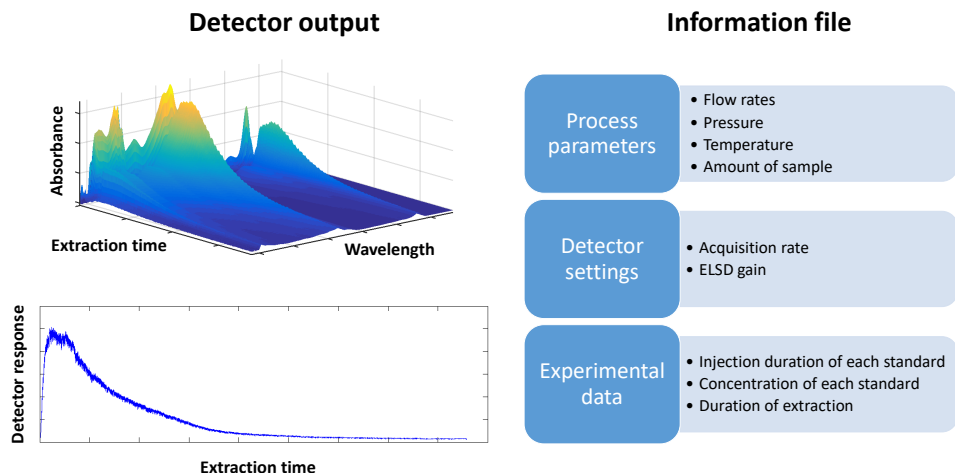 Detector output
Absorbance
Extraction time
Wavelength
Detector response
Extraction time
Information file
Process
parameters
• Flow rates
• Pressure
• Temperature
• Amount of sample
Detector
settings
• Acquisition rate
• ELSD gain
Experimental
data
• Injection duration of each standard
• Concentration of each standard
• Duration of extraction